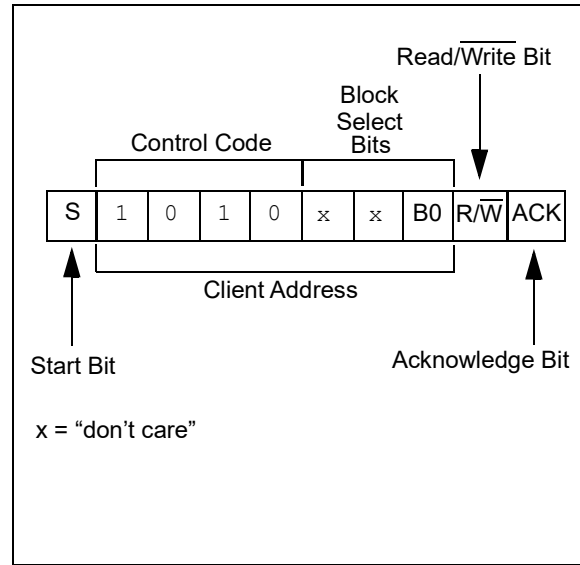 Read/Write Bit
Block
Select
Bits
Control Code
S 1 0 1 0 x x B0 R/W ACK
Client Address
Start Bit Acknowledge Bit
x = “don’t care”